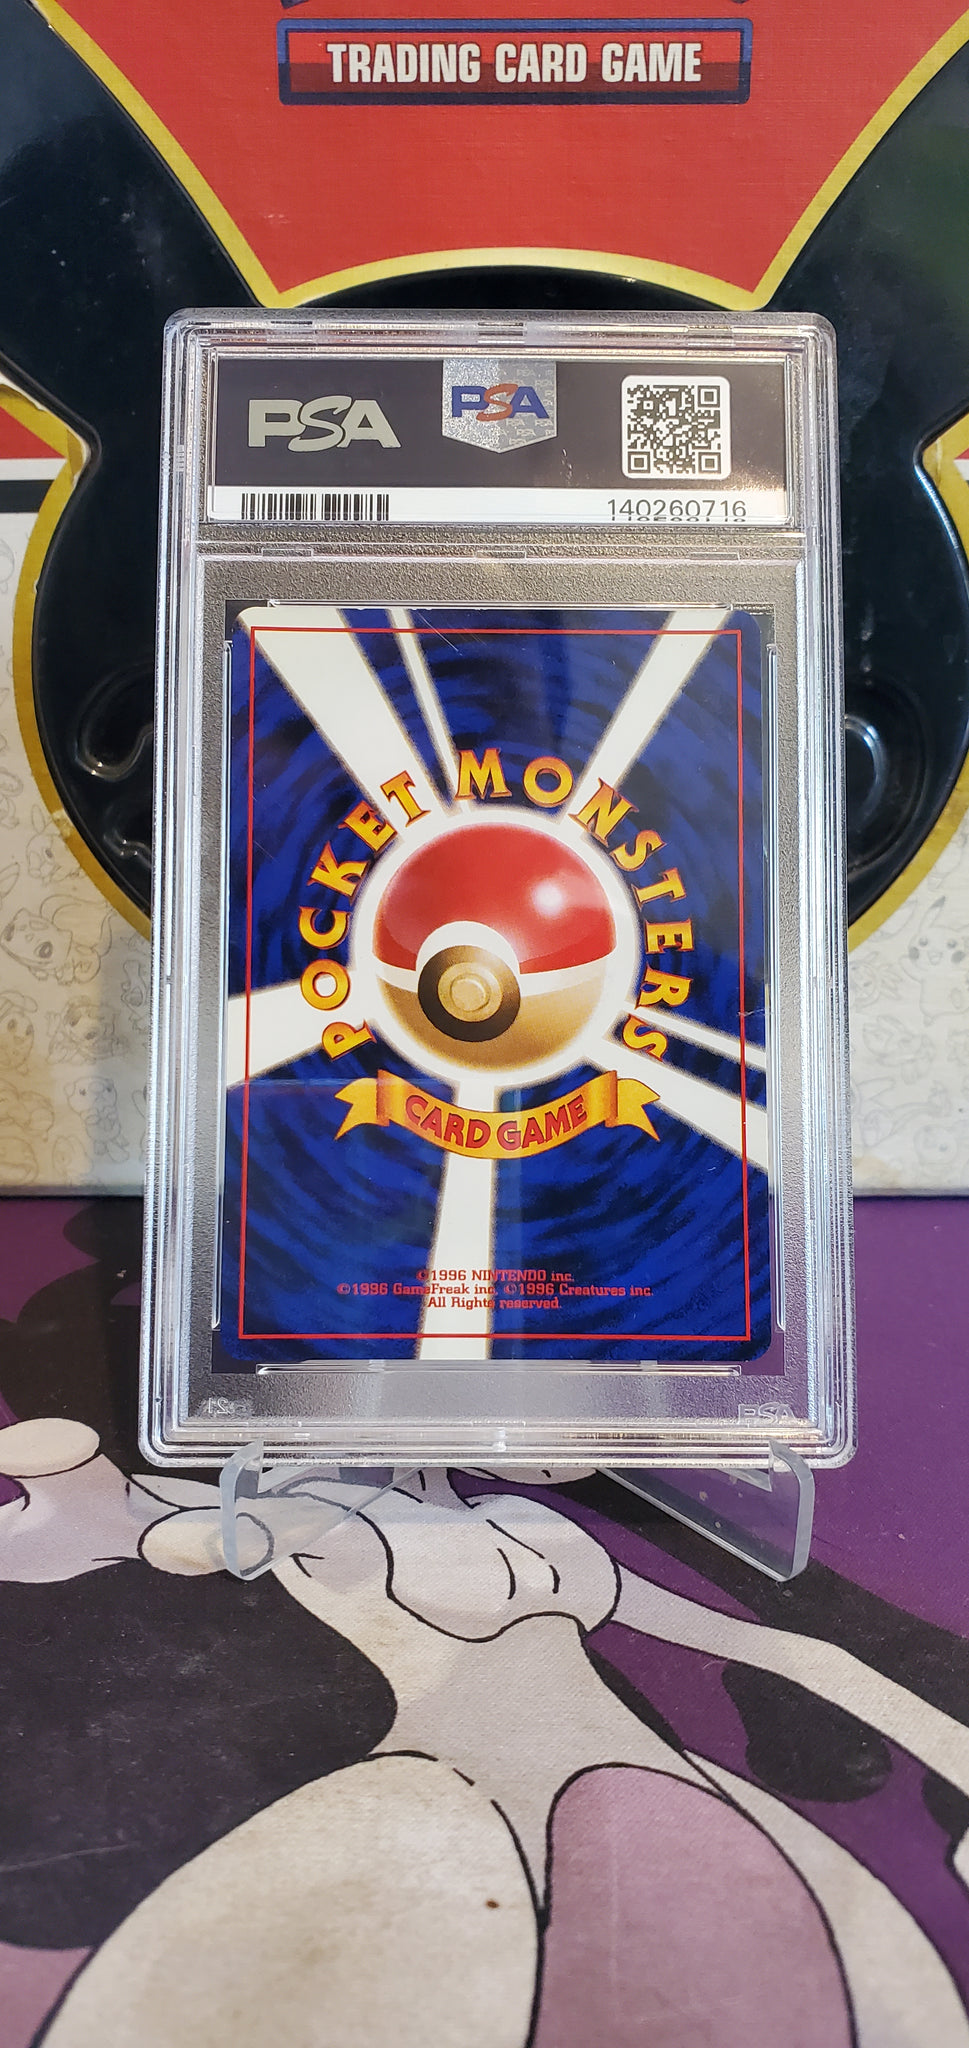 TRADING CARD GAME
PSA
PSA
140260716
POCKET MONSTERS
CARD GAME
©1996 NINTENDO inc.
©1996 GameFreak inc. ©1996 Creatures inc.
All Rights reserved.
PSA